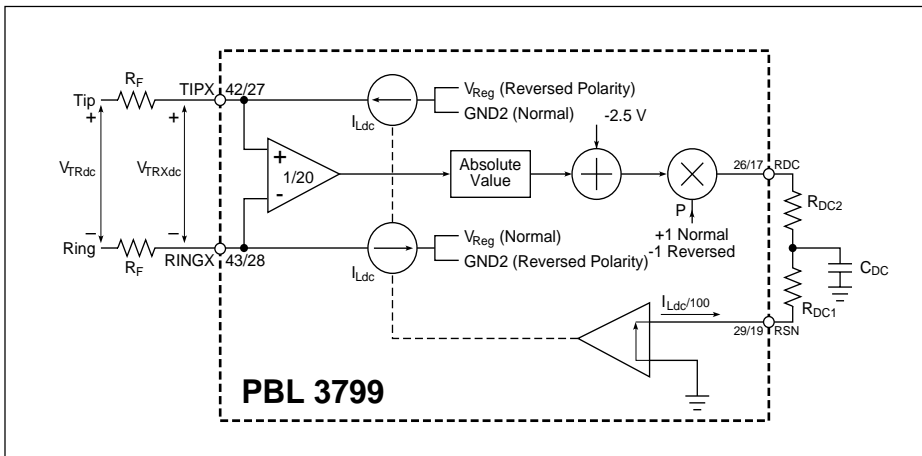 R_F
TIPX
42/27
Tip
+
+
V_TRdc
V_TRXdc
−
−
Ring
R_F
RINGX
43/28
I_Ldc
V_Reg (Reversed Polarity)
GND2 (Normal)
+
1/20
-
Absolute
Value
-2.5 V
P
+1 Normal
-1 Reversed
26/17
RDC
R_DC2
C_DC
R_DC1
I_Ldc
V_Reg (Normal)
GND2 (Reversed Polarity)
I_Ldc/100
29/19
RSN
PBL 3799